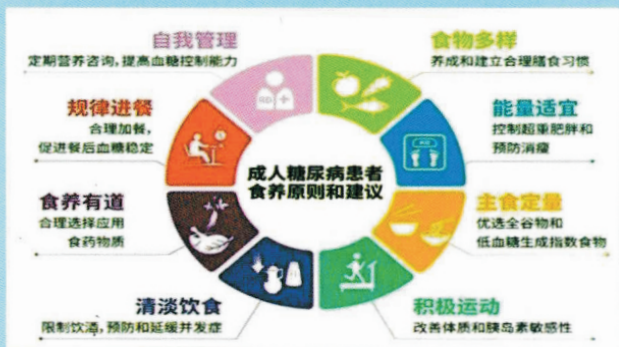 成人糖尿病患者
食养原则和建议
食物多样
养成和建立合理膳食习惯
能量适宜
控制超重肥胖和
预防消瘦
主食定量
优选全谷物和
低血糖生成指数食物
积极运动
改善体质和胰岛素敏感性
清淡饮食
限制饮酒,预防和延缓并发症
食养有道
合理选择应用
食药物质
规律进餐
合理加餐,
促进餐后血糖稳定
自我管理
定期营养咨询,提高血糖控制能力